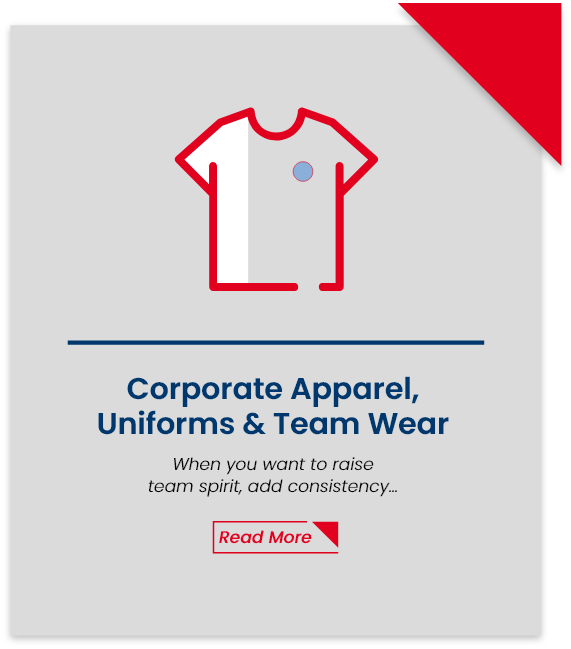 Corporate Apparel,
Uniforms & Team Wear
When you want to raise
team spirit, add consistency...
Read More